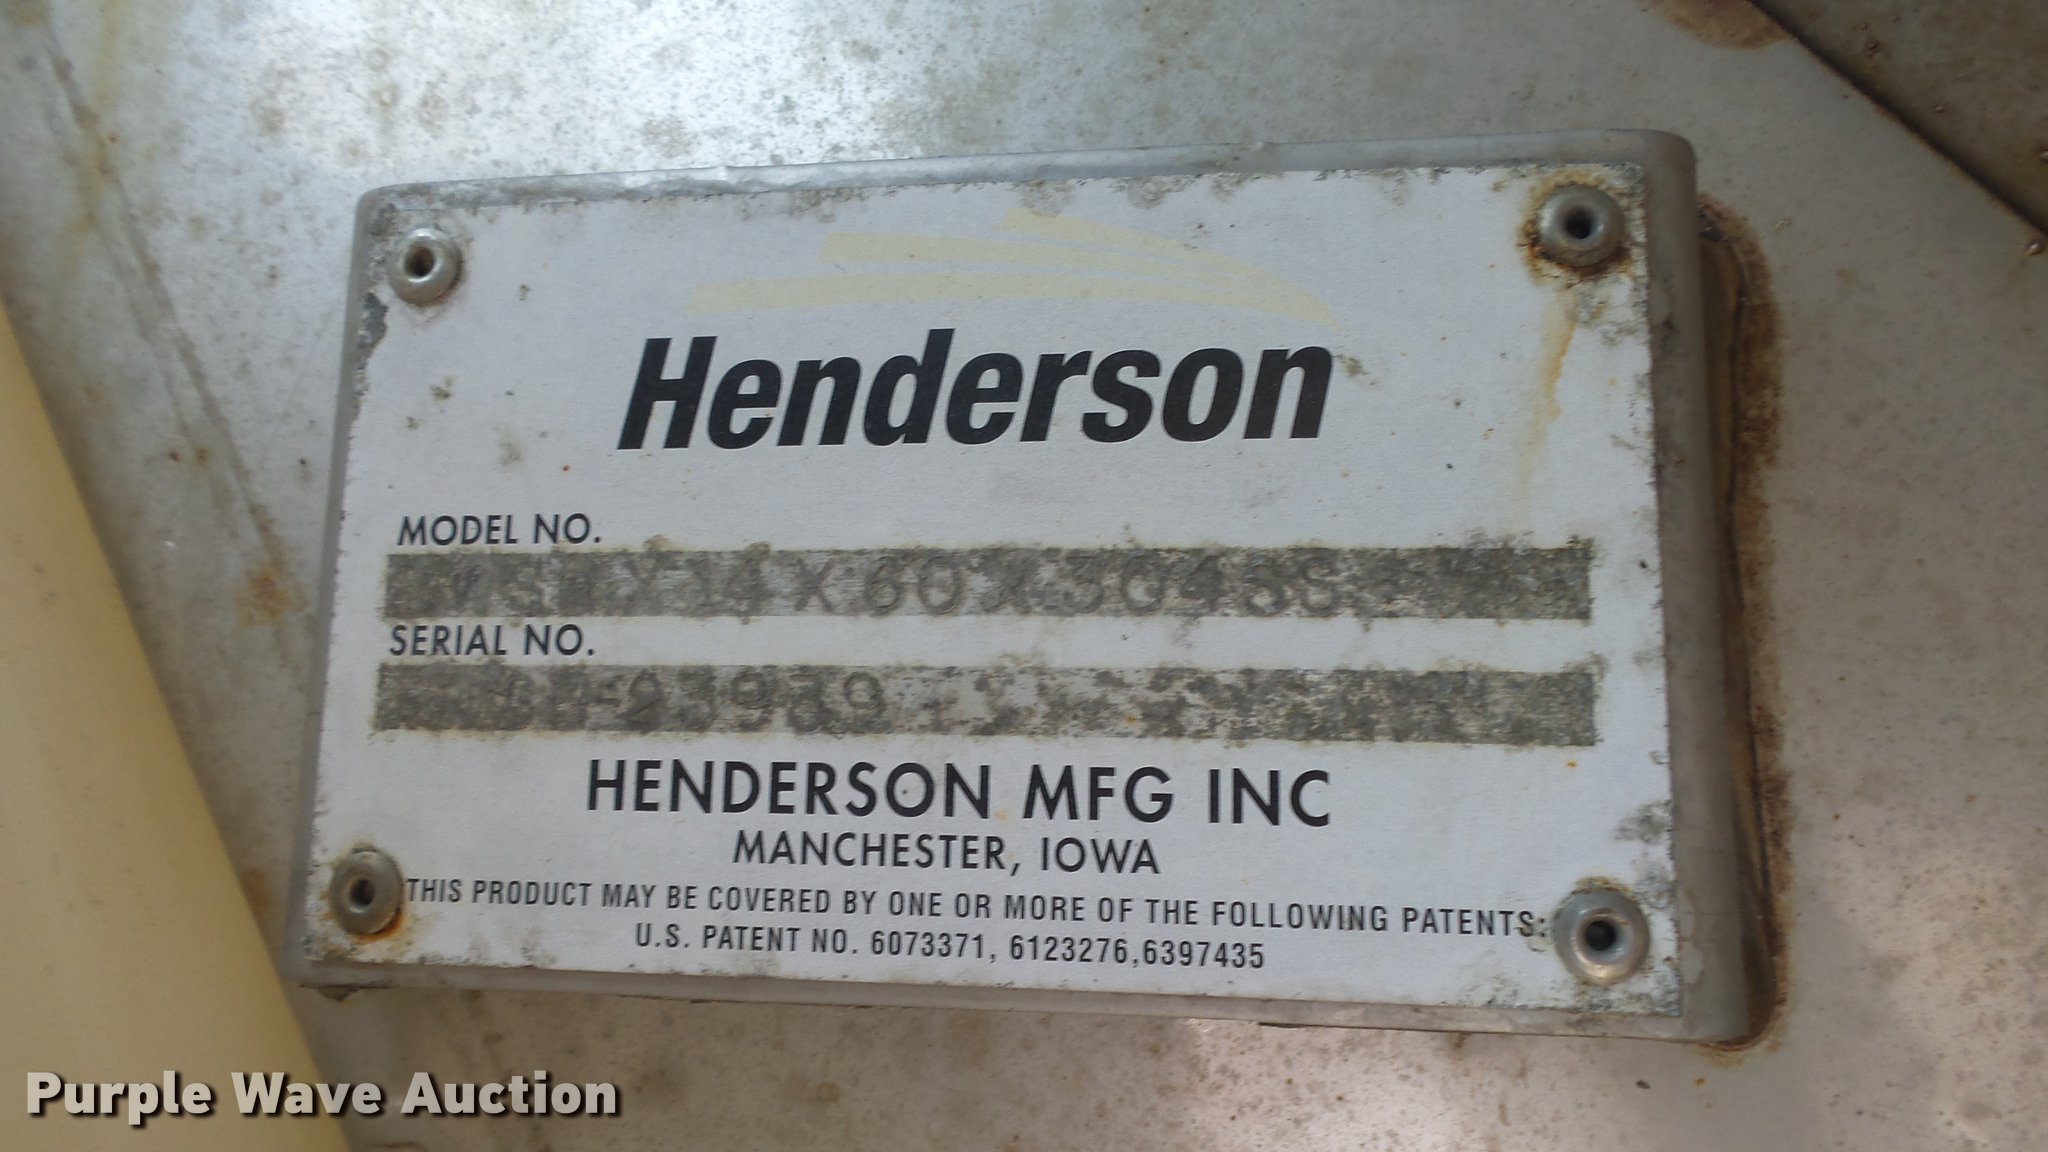 Henderson
MODEL NO.
X 14 X 60 X 304SS
SERIAL NO.
HENDERSON MFG INC
MANCHESTER, IOWA
THIS PRODUCT MAY BE COVERED BY ONE OR MORE OF THE FOLLOWING PATENTS:
U.S. PATENT NO. 6073371, 6123276,6397435
Purple Wave Auction